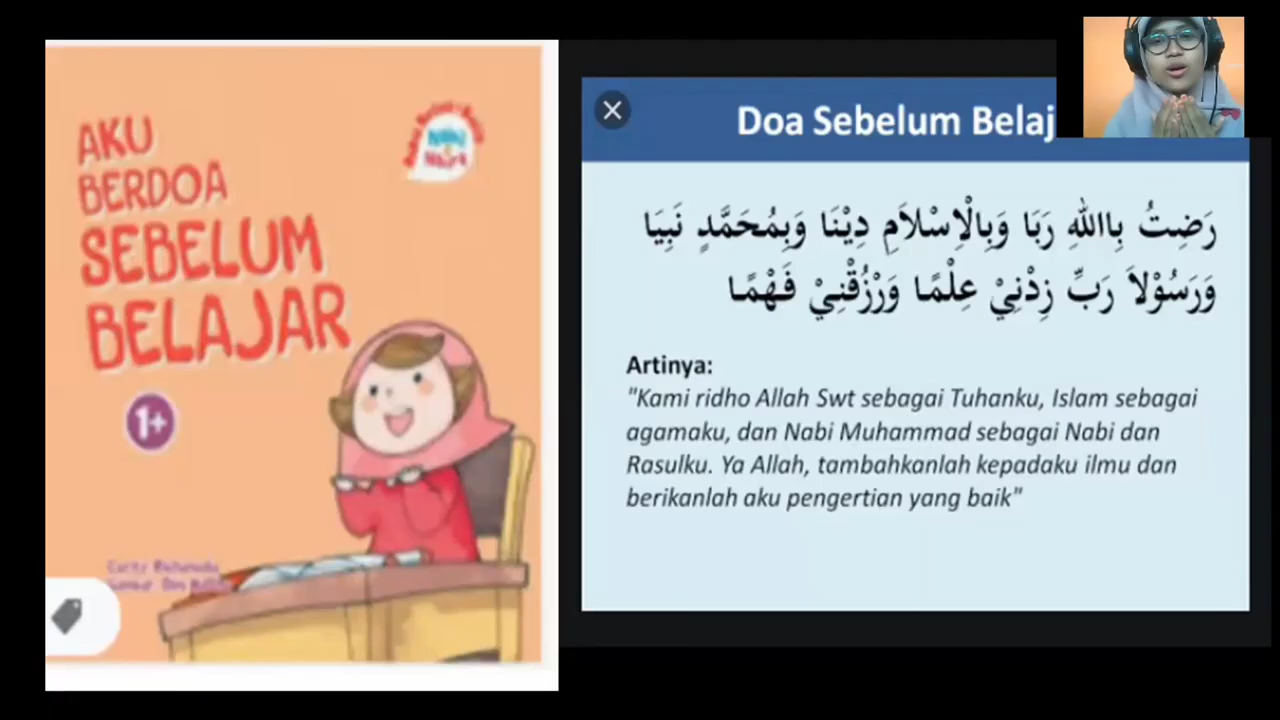 AKU
BERDOA
SEBELUM
BELAJAR
1+
Doa Sebelum Belaj
رَضِتُ بِاللهِ رَبَا وَبِالْاِسْلاَمِ دِيْنَا وَبِمُحَمَّدٍ نَبِيَا
وَرَسُوْلاَ رَبِّ زِدْنِيْ عِلْمًا وَرْزُقْنِيْ فَهْمًا
Artinya:
"Kami ridho Allah Swt sebagai Tuhanku, Islam sebagai
agamaku, dan Nabi Muhammad sebagai Nabi dan
Rasulku. Ya Allah, tambahkanlah kepadaku ilmu dan
berikanlah aku pengertian yang baik"